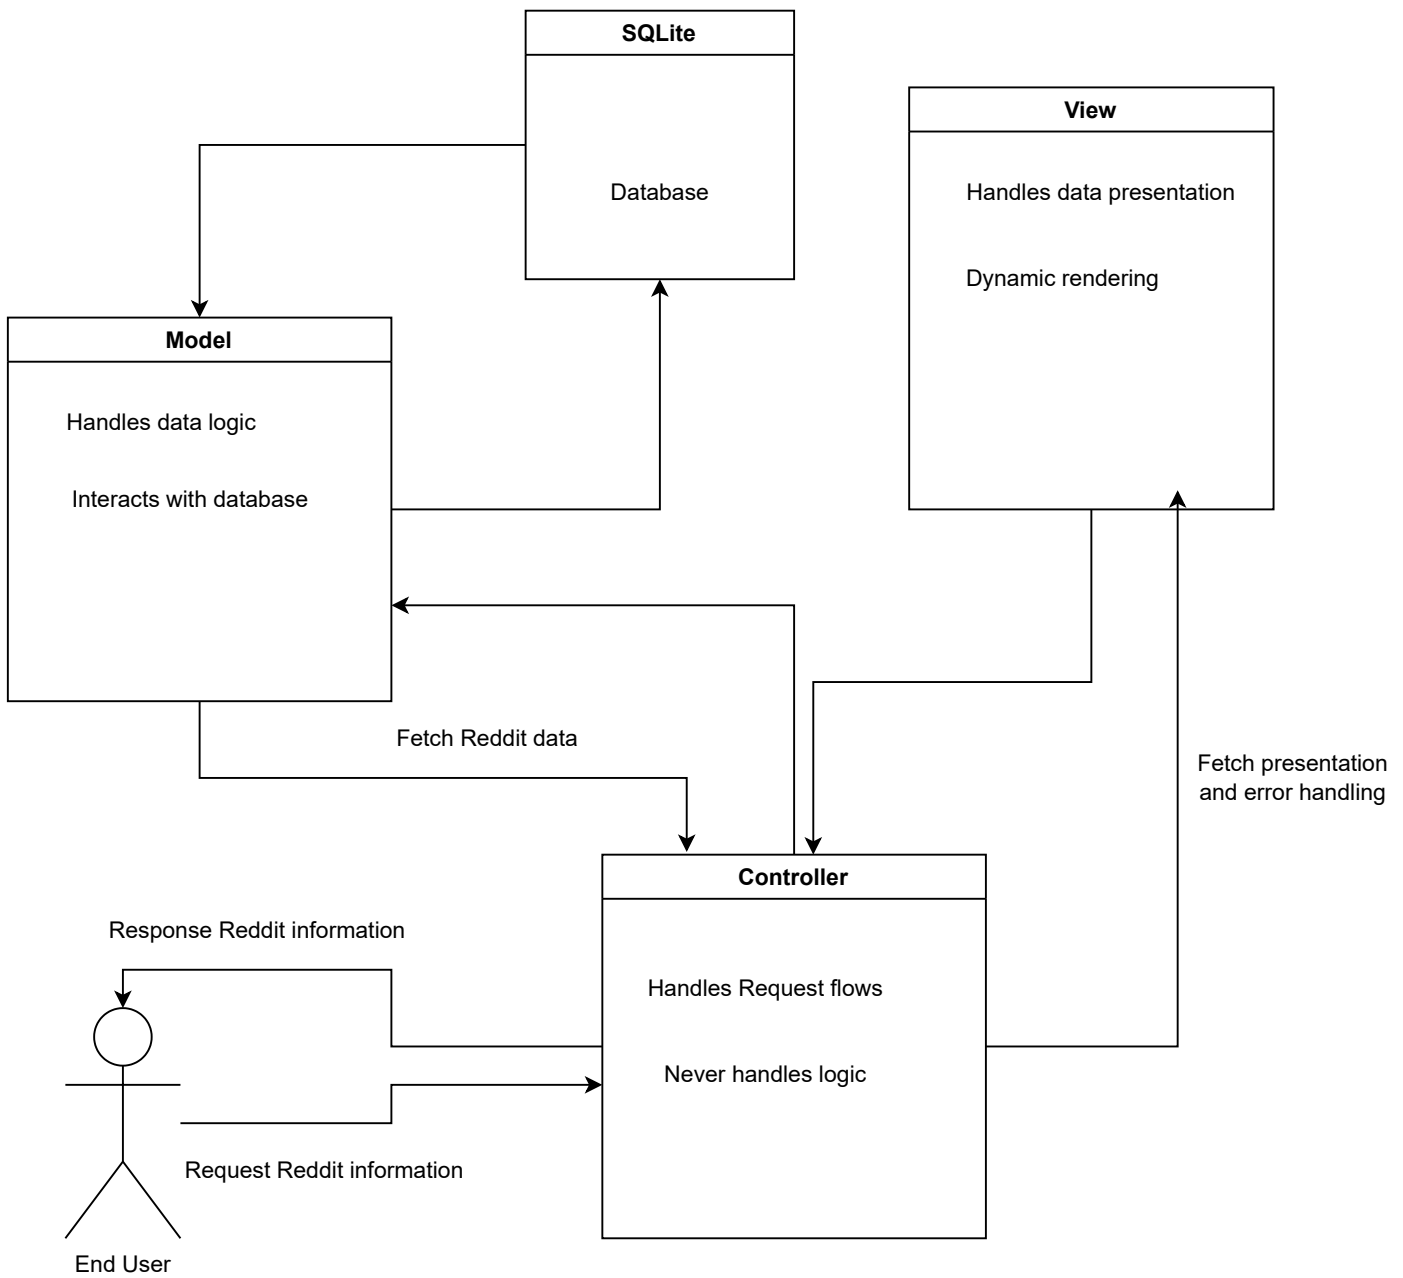 SQLite
Database
View
Handles data presentation
Dynamic rendering
Model
Handles data logic
Interacts with database
Fetch Reddit data
Fetch presentation
and error handling
Controller
Handles Request flows
Never handles logic
Response Reddit information
Request Reddit information
End User